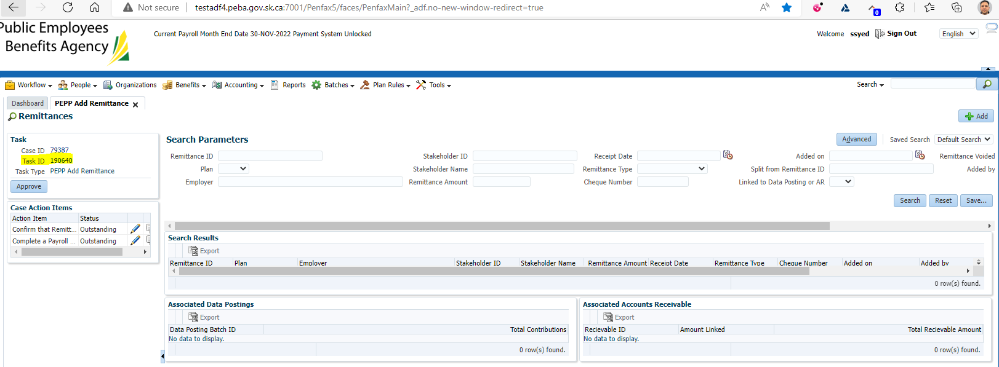 Not secure | testadf4.peba.gov.sk.ca:7001/Penfax5/faces/PenfaxMain?_adf.no-new-window-redirect=true
0
Public Employees
Benefits Agency
Current Payroll Month End Date 30-NOV-2022 Payment System Unlocked
Welcome ssyed Sign Out English
Workflow People Organizations Benefits Accounting Reports Batches Plan Rules Tools Search
Dashboard PEPP Add Remittance
Remittances
Add
Task
Case ID 79387
Task ID 190640
Task Type PEPP Add Remittance
Approve
Case Action Items
Action Item Status
Confirm that Remitt... Outstanding
Complete a Payroll ... Outstanding
Search Parameters
Advanced Saved Search Default Search
Remittance ID Stakeholder ID Receipt Date Added on Remittance Voided
Plan Stakeholder Name Remittance Type Split from Remittance ID Added by
Employer Remittance Amount Cheque Number Linked to Data Posting or AR
Search Reset Save...
Search Results
Export
Remittance ID Plan Employer Stakeholder ID Stakeholder Name Remittance Amount Receipt Date Remittance Type Cheque Number Added on Added by
0 row(s) found.
Associated Data Postings
Export
Data Posting Batch ID Total Contributions
No data to display.
0 row(s) found.
Associated Accounts Receivable
Export
Recievable ID Amount Linked Total Recievable Amount
No data to display.
0 row(s) found.